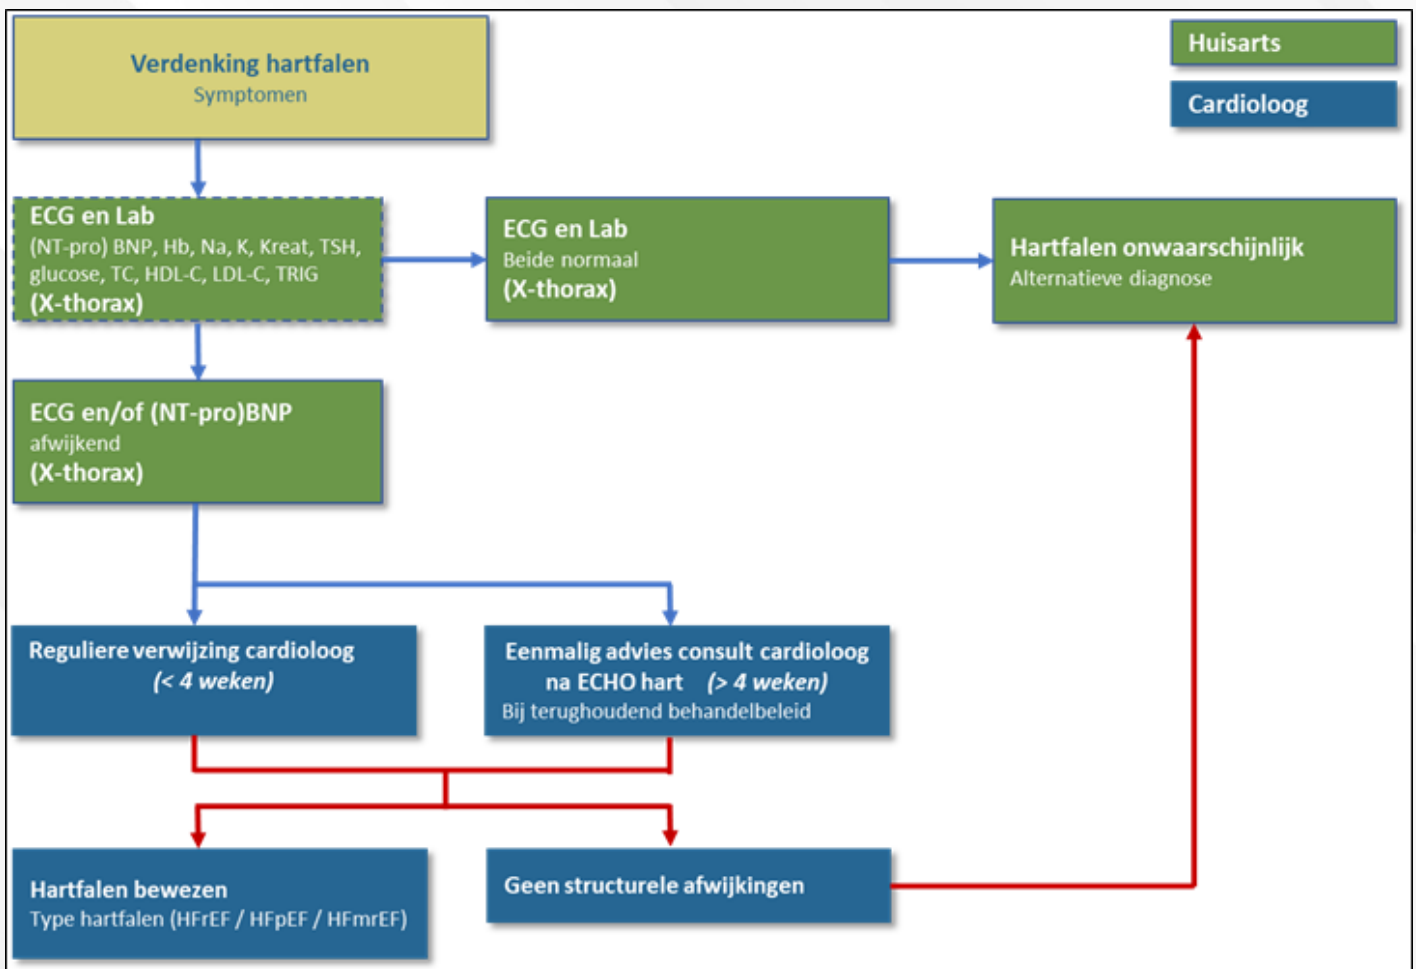 Verdenking hartfalen
Symptomen
Huisarts
Cardioloog
ECG en Lab
(NT-pro) BNP, Hb, Na, K, Kreat, TSH,
glucose, TC, HDL-C, LDL-C, TRIG
(X-thorax)
ECG en Lab
Beide normaal
(X-thorax)
Hartfalen onwaarschijnlijk
Alternatieve diagnose
ECG en/of (NT-pro)BNP
afwijkend
(X-thorax)
Reguliere verwijzing cardioloog
(< 4 weken)
Eenmalig advies consult cardioloog
na ECHO hart (> 4 weken)
Bij terughoudend behandelbeleid
Hartfalen bewezen
Type hartfalen (HFrEF / HFpEF / HFmrEF)
Geen structurele afwijkingen